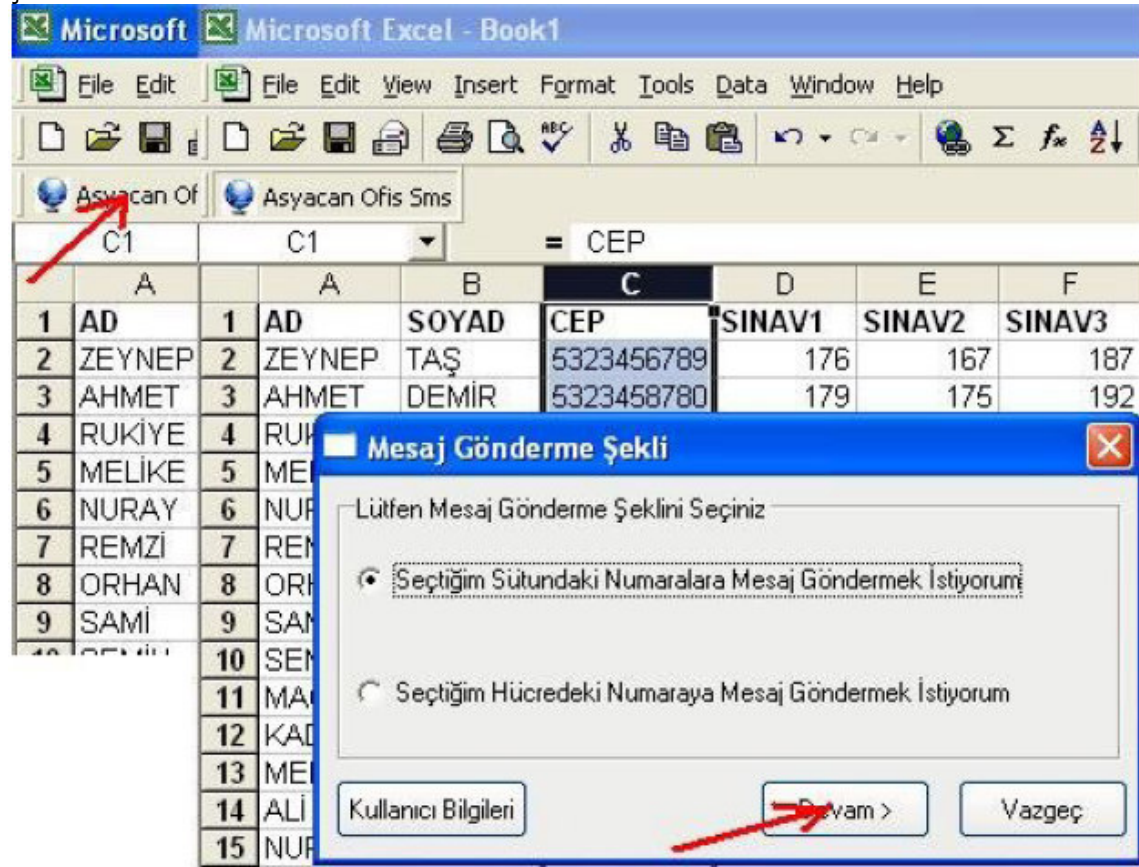 Microsoft
Microsoft Excel - Book1
File Edit
File Edit View Insert Format Tools Data Window Help
Asyacan Of
Asyacan Ofis Sms
C1
C1 = CEP
A
A B C D E F
1 AD 1 AD SOYAD CEP SINAV1 SINAV2 SINAV3
2 ZEYNEP 2 ZEYNEP TAŞ 5323456789 176 167 187
3 AHMET 3 AHMET DEMİR 5323458780 179 175 192
4 RUKİYE 4
5 MELİKE 5
6 NURAY 6
7 REMZİ 7
8 ORHAN 8
9 SAMİ 9
10
11
12
13
14 ALİ
15
Mesaj Gönderme Şekli
Lütfen Mesaj Gönderme Şeklini Seçiniz
Seçtiğim Sütundaki Numaralara Mesaj Göndermek İstiyorum
Seçtiğim Hücredeki Numaraya Mesaj Göndermek İstiyorum
Kullanıcı Bilgileri
Devam >
Vazgeç